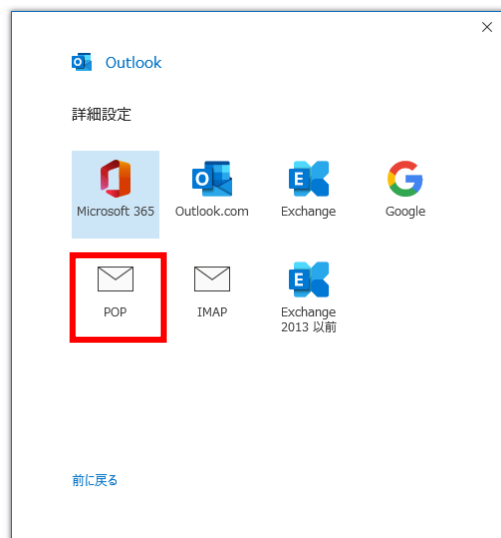 Outlook
詳細設定
Microsoft 365
Outlook.com
Exchange
Google
POP
IMAP
Exchange
2013 以前
前に戻る